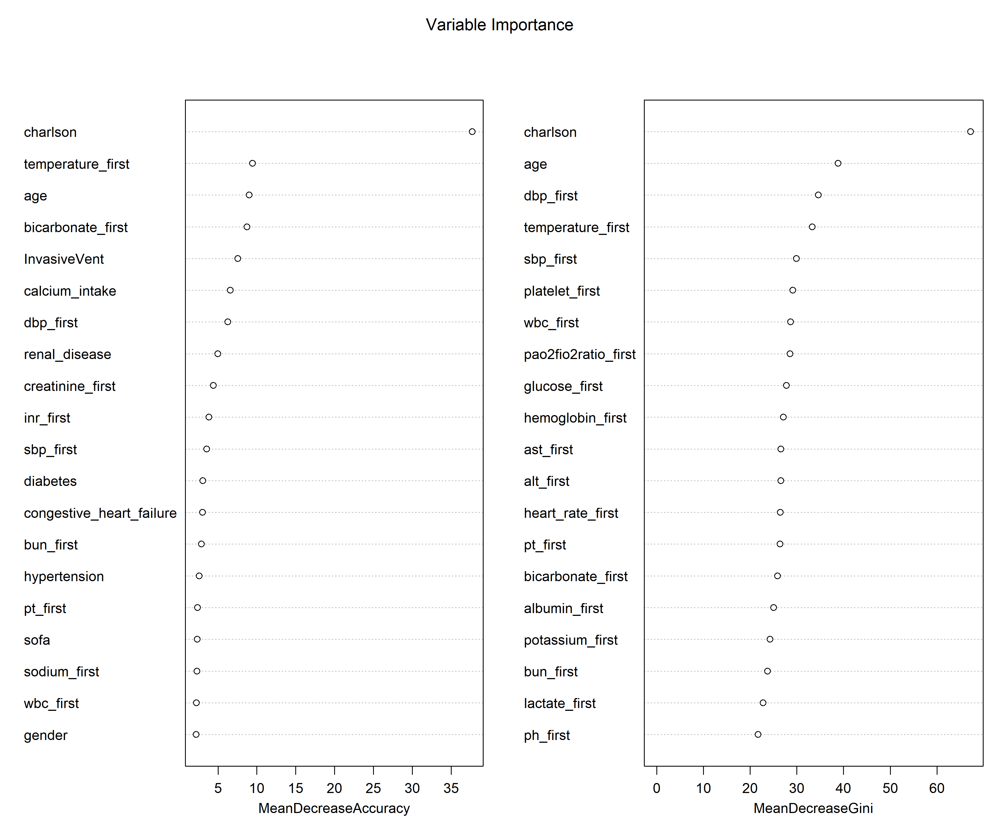 Variable Importance
charlson
temperature_first
age
bicarbonate_first
InvasiveVent
calcium_intake
dbp_first
renal_disease
creatinine_first
inr_first
sbp_first
diabetes
congestive_heart_failure
bun_first
hypertension
pt_first
sofa
sodium_first
wbc_first
gender
5 10 15 20 25 30 35
MeanDecreaseAccuracy
charlson
age
dbp_first
temperature_first
sbp_first
platelet_first
wbc_first
pao2fio2ratio_first
glucose_first
hemoglobin_first
ast_first
alt_first
heart_rate_first
pt_first
bicarbonate_first
albumin_first
potassium_first
bun_first
lactate_first
ph_first
0 10 20 30 40 50 60
MeanDecreaseGini